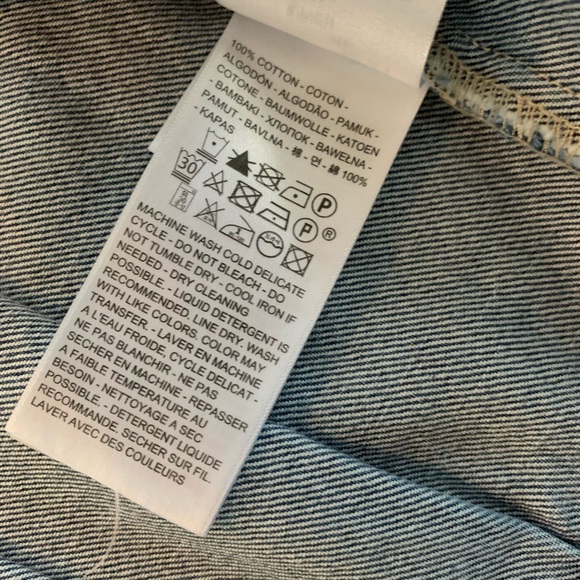 100% COTTON - COTON -
ALGODÓN - ALGODÃO - PAMUK -
COTONE - BAUMWOLLE - KATOEN
- BAMBAKI - ХЛОПОК - BAWEŁNA -
PAMUT - BAVLNA - 棉 - 면 - 綿 100%
- KAPAS
P
30
P ®
MACHINE WASH COLD DELICATE
CYCLE - DO NOT BLEACH - DO
NOT TUMBLE DRY - COOL IRON IF
NEEDED - DRY CLEANING
POSSIBLE. - LIQUID DETERGENT IS
RECOMMENDED. LINE DRY. WASH
WITH LIKE COLORS. COLOR MAY
TRANSFER. - LAVER EN MACHINE
A L'EAU FROIDE, CYCLE DELICAT -
NE PAS BLANCHIR - NE PAS
SECHER EN MACHINE - REPASSER
A FAIBLE TEMPERATURE AU
BESOIN - NETTOYAGE A SEC
POSSIBLE. - DETERGENT LIQUIDE
RECOMMANDE. SECHER SUR FIL.
LAVER AVEC DES COULEURS